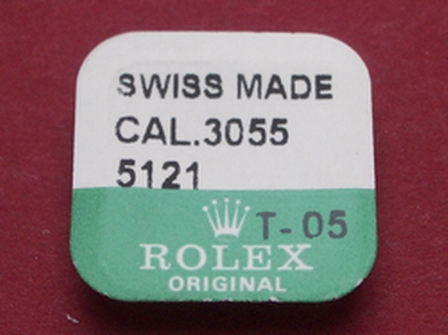 SWISS MADE
CAL.3055
5121
T-05
ROLEX
ORIGINAL